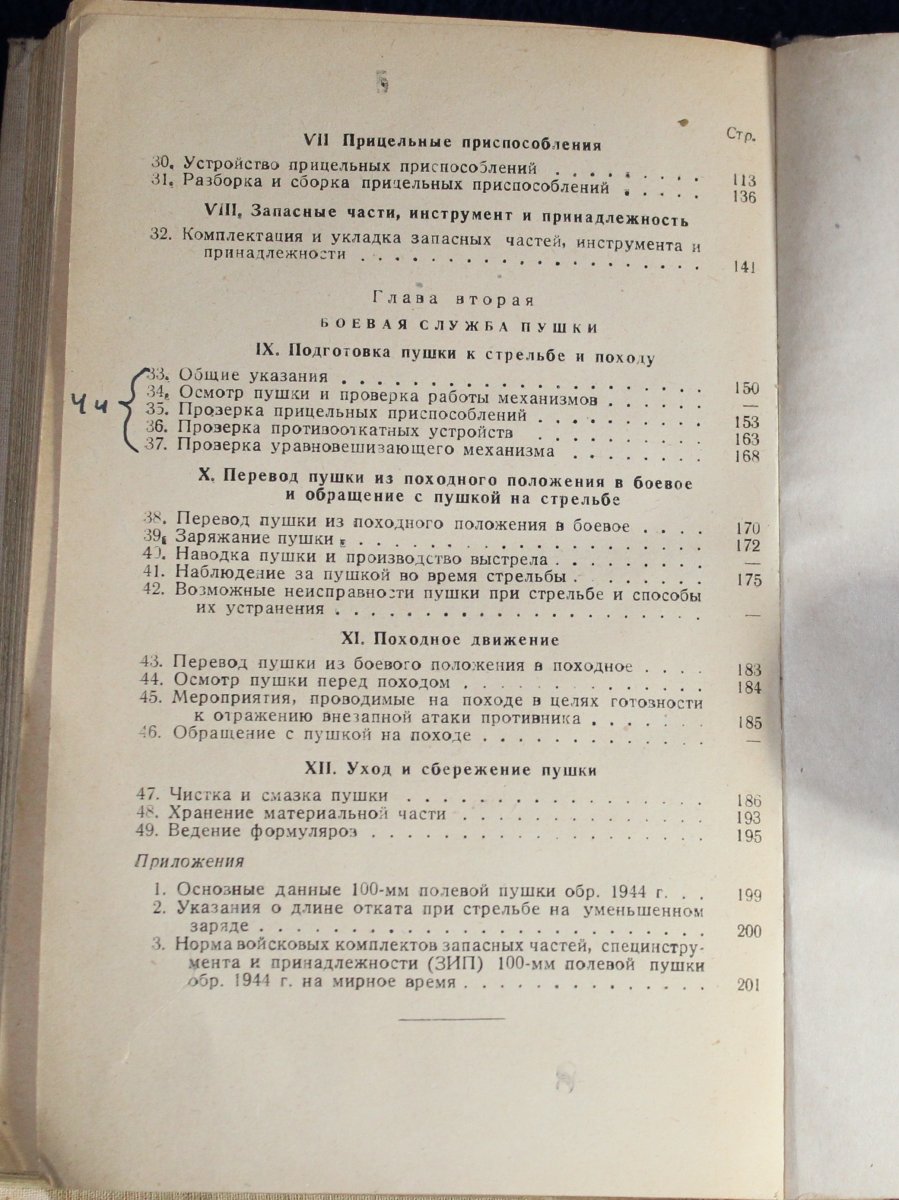 Стр.
VII Прицельные приспособления
30. Устройство прицельных приспособлений . . . . . . . . 113
31. Разборка и сборка прицельных приспособлений . . . . . 136
VIII. Запасные части, инструмент и принадлежность
32. Комплектация и укладка запасных частей, инструмента и
принадлежности . . . . . . . . . . . . . . . . . . . 141
Глава вторая
БОЕВАЯ СЛУЖБА ПУШКИ
IX. Подготовка пушки к стрельбе и походу
33. Общие указания . . . . . . . . . . . . . . . . . . . . 150
34. Осмотр пушки и проверка работы механизмов . . . . . . —
35. Проверка прицельных приспособлений . . . . . . . . . . 153
36. Проверка противооткатных устройств . . . . . . . . . . 163
37. Проверка уравновешизающего механизма . . . . . . . . 168
4 ч
X. Перевод пушки из походного положения в боевое
и обращение с пушкой на стрельбе
38. Перевод пушки из походного положения в боевое . . . . 170
39. Заряжание пушки . . . . . . . . . . . . . . . . . . . . 172
40. Наводка пушки и производство выстрела . . . . . . . . . —
41. Наблюдение за пушкой во время стрельбы . . . . . . . . 175
42. Возможные неисправности пушки при стрельбе и способы
их устранения . . . . . . . . . . . . . . . . . . . . —
XI. Походное движение
43. Перевод пушки из боевого положения в походное . . . . 183
44. Осмотр пушки перед походом . . . . . . . . . . . . . . 184
45. Мероприятия, проводимые на походе в целях готовности
к отражению внезапной атаки противника . . . . . . . 185
46. Обращение с пушкой на походе . . . . . . . . . . . . . —
XII. Уход и сбережение пушки
47. Чистка и смазка пушки . . . . . . . . . . . . . . . . . 186
48. Хранение материальной части . . . . . . . . . . . . . . 193
49. Ведение формуляроз . . . . . . . . . . . . . . . . . . . 195
Приложения
1. Оснозные данные 100-мм полевой пушки обр. 1944 г. . . 199
2. Указания о длине отката при стрельбе на уменьшенном
заряде . . . . . . . . . . . . . . . . . . . . . . . . . 200
3. Норма войсковых комплектов запасных частей, специнстру-
мента и принадлежности (ЗИП) 100-мм полевой пушки
обр. 1944 г. на мирное время . . . . . . . . . . . . . . 201